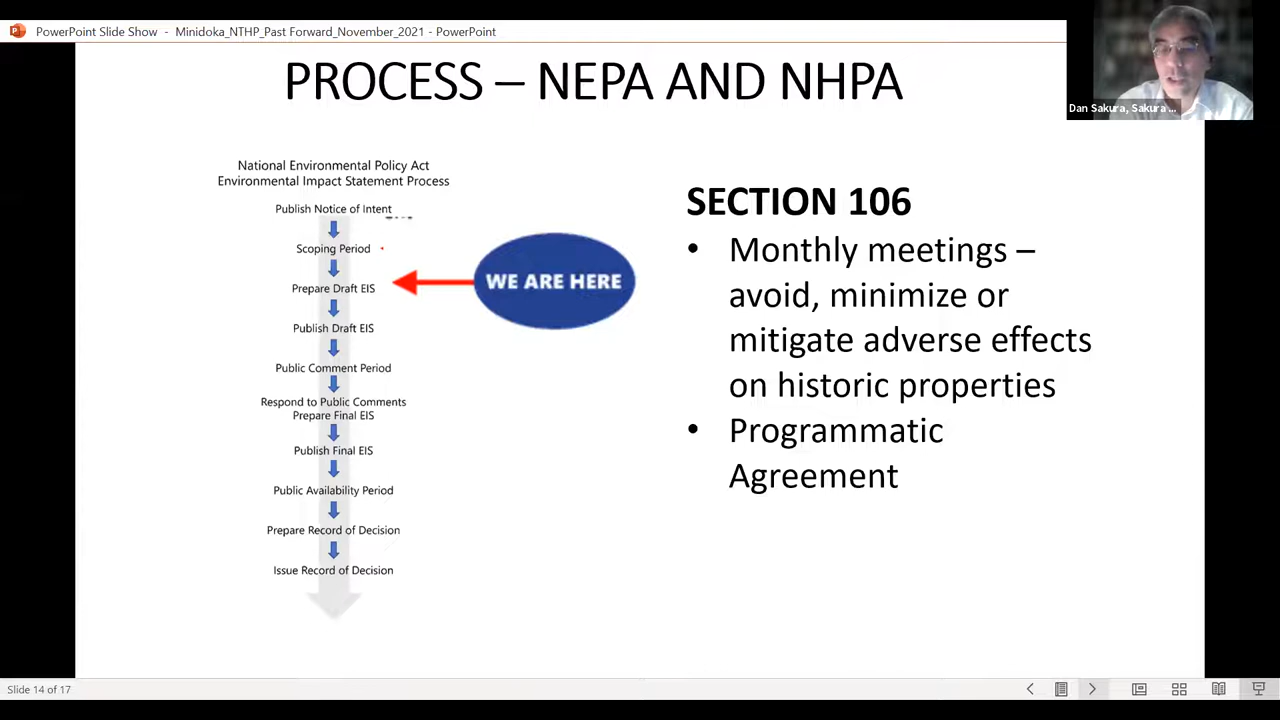 PowerPoint Slide Show - Minidoka_NTHP_Past Forward_November_2021 - PowerPoint
PROCESS – NEPA AND NHPA
Dan Sakura, Sakura ...
National Environmental Policy Act
Environmental Impact Statement Process
Publish Notice of Intent
Scoping Period
Prepare Draft EIS
Publish Draft EIS
Public Comment Period
Respond to Public Comments
Prepare Final EIS
Publish Final EIS
Public Availability Period
Prepare Record of Decision
Issue Record of Decision
WE ARE HERE
SECTION 106
• Monthly meetings –
avoid, minimize or
mitigate adverse effects
on historic properties
• Programmatic
Agreement
Slide 14 of 17